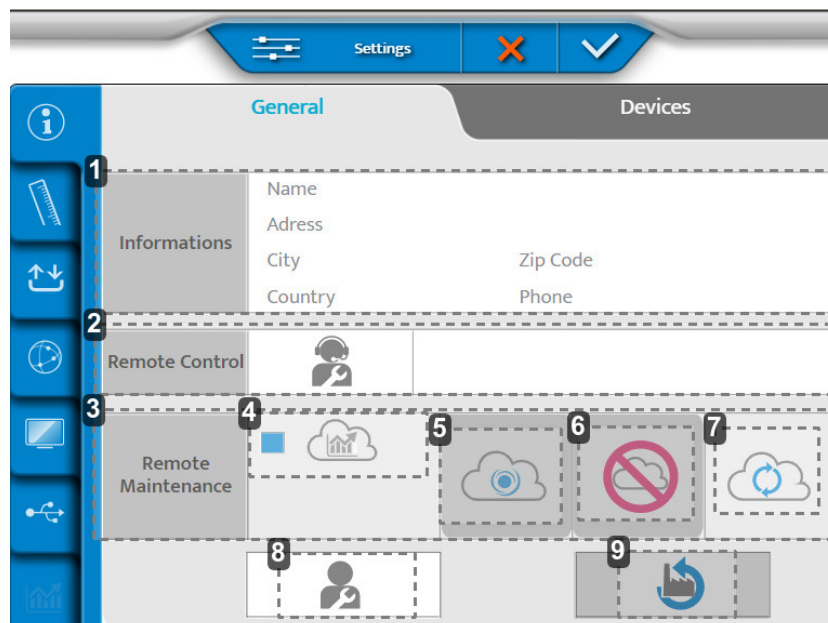 Settings
General
Devices
1
Informations
Name
Adress
City
Zip Code
Country
Phone
2
Remote Control
3
Remote
Maintenance
4
5
6
7
8
9